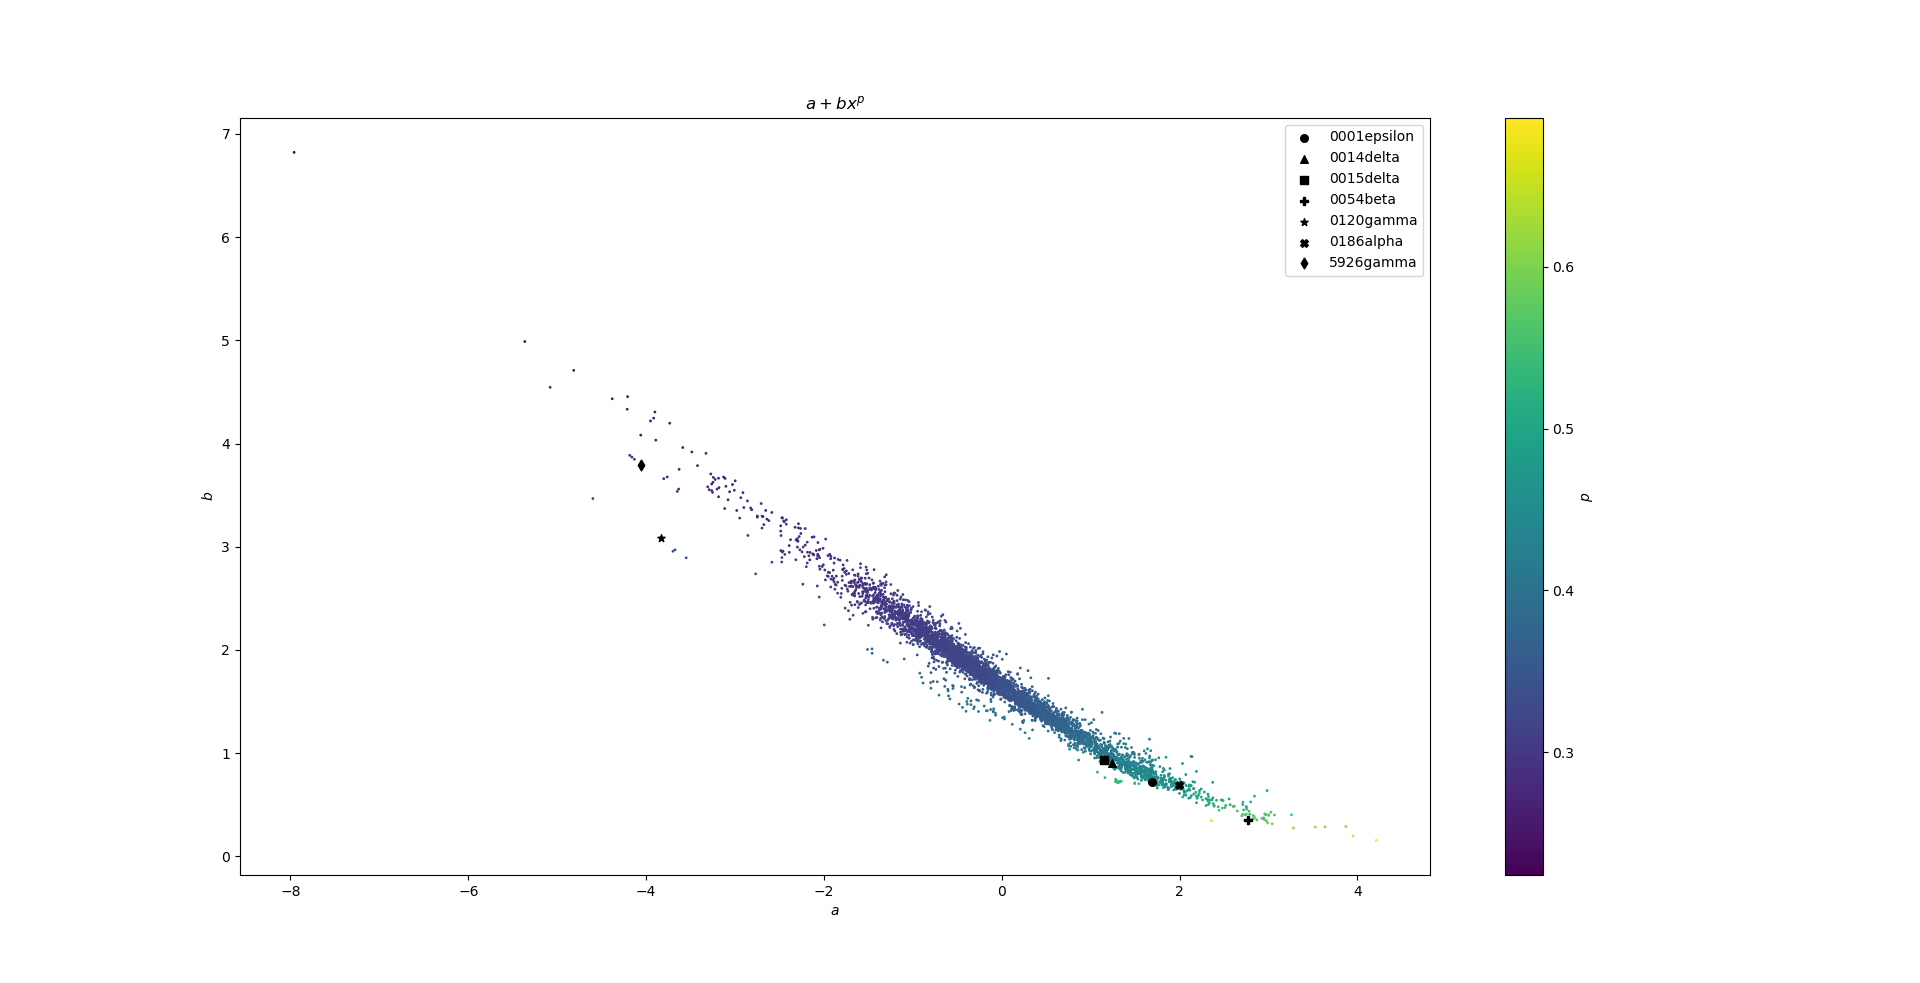 a + bx^p
7
6
5
4
3
2
1
0
b
−8
−6
−4
−2
0
2
4
a
0001epsilon
0014delta
0015delta
0054beta
0120gamma
0186alpha
5926gamma
0.6
0.5
0.4
0.3
p